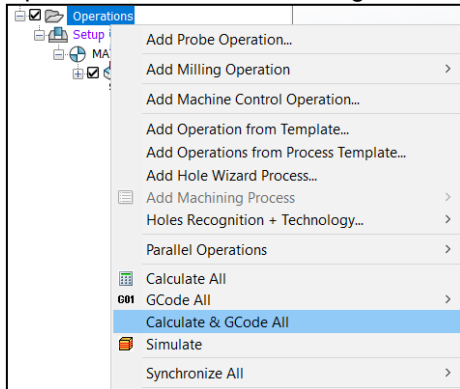 Operations
Setup
MA
Add Probe Operation...
Add Milling Operation
Add Machine Control Operation...
Add Operation from Template...
Add Operations from Process Template...
Add Hole Wizard Process...
Add Machining Process
Holes Recognition + Technology...
Parallel Operations
Calculate All
G01 GCode All
Calculate & GCode All
Simulate
Synchronize All